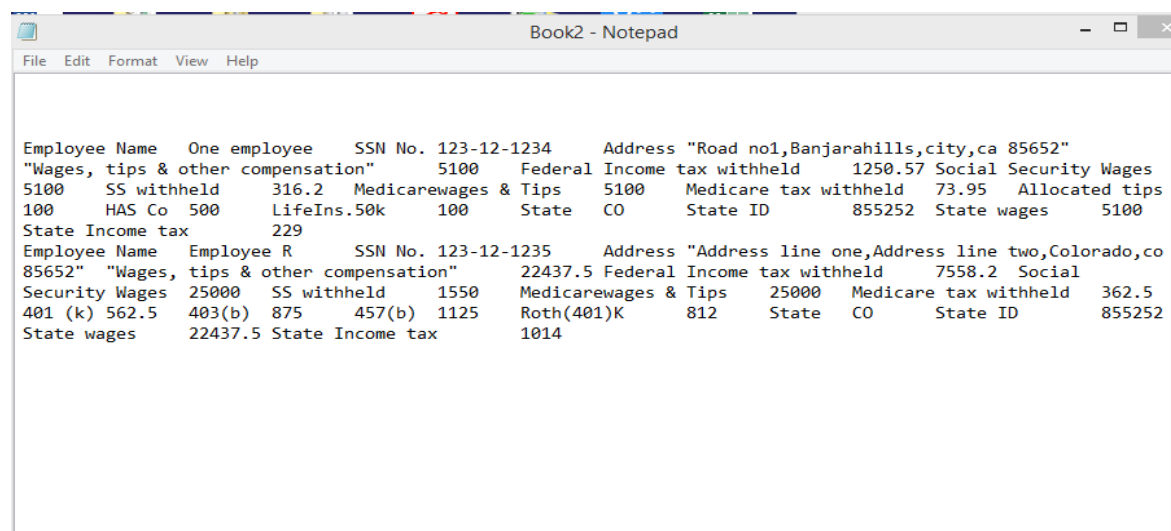 Book2 - Notepad
File Edit Format View Help
Employee Name One employee SSN No. 123-12-1234 Address "Road no1,Banjarahills,city,ca 85652"
"Wages, tips & other compensation" 5100 Federal Income tax withheld 1250.57 Social Security Wages
5100 SS withheld 316.2 Medicarewages & Tips 5100 Medicare tax withheld 73.95 Allocated tips
100 HAS Co 500 LifeIns.50k 100 State CO State ID 855252 State wages 5100
State Income tax 229
Employee Name Employee R SSN No. 123-12-1235 Address "Address line one,Address line two,Colorado,co
85652" "Wages, tips & other compensation" 22437.5 Federal Income tax withheld 7558.2 Social
Security Wages 25000 SS withheld 1550 Medicarewages & Tips 25000 Medicare tax withheld 362.5
401 (k) 562.5 403(b) 875 457(b) 1125 Roth(401)K 812 State CO State ID 855252
State wages 22437.5 State Income tax 1014